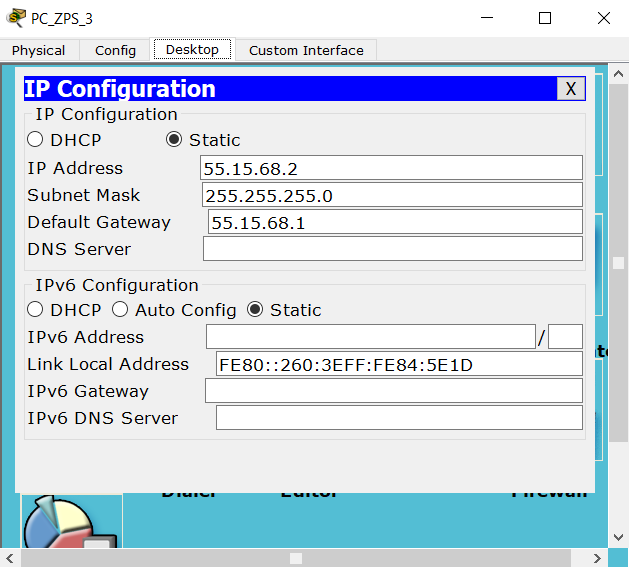 PC_ZPS_3
Physical Config Desktop Custom Interface
IP Configuration X
IP Configuration
DHCP Static
IP Address 55.15.68.2
Subnet Mask 255.255.255.0
Default Gateway 55.15.68.1
DNS Server
IPv6 Configuration
DHCP Auto Config Static
IPv6 Address /
Link Local Address FE80::260:3EFF:FE84:5E1D
IPv6 Gateway
IPv6 DNS Server
Dialer Editor Firewall